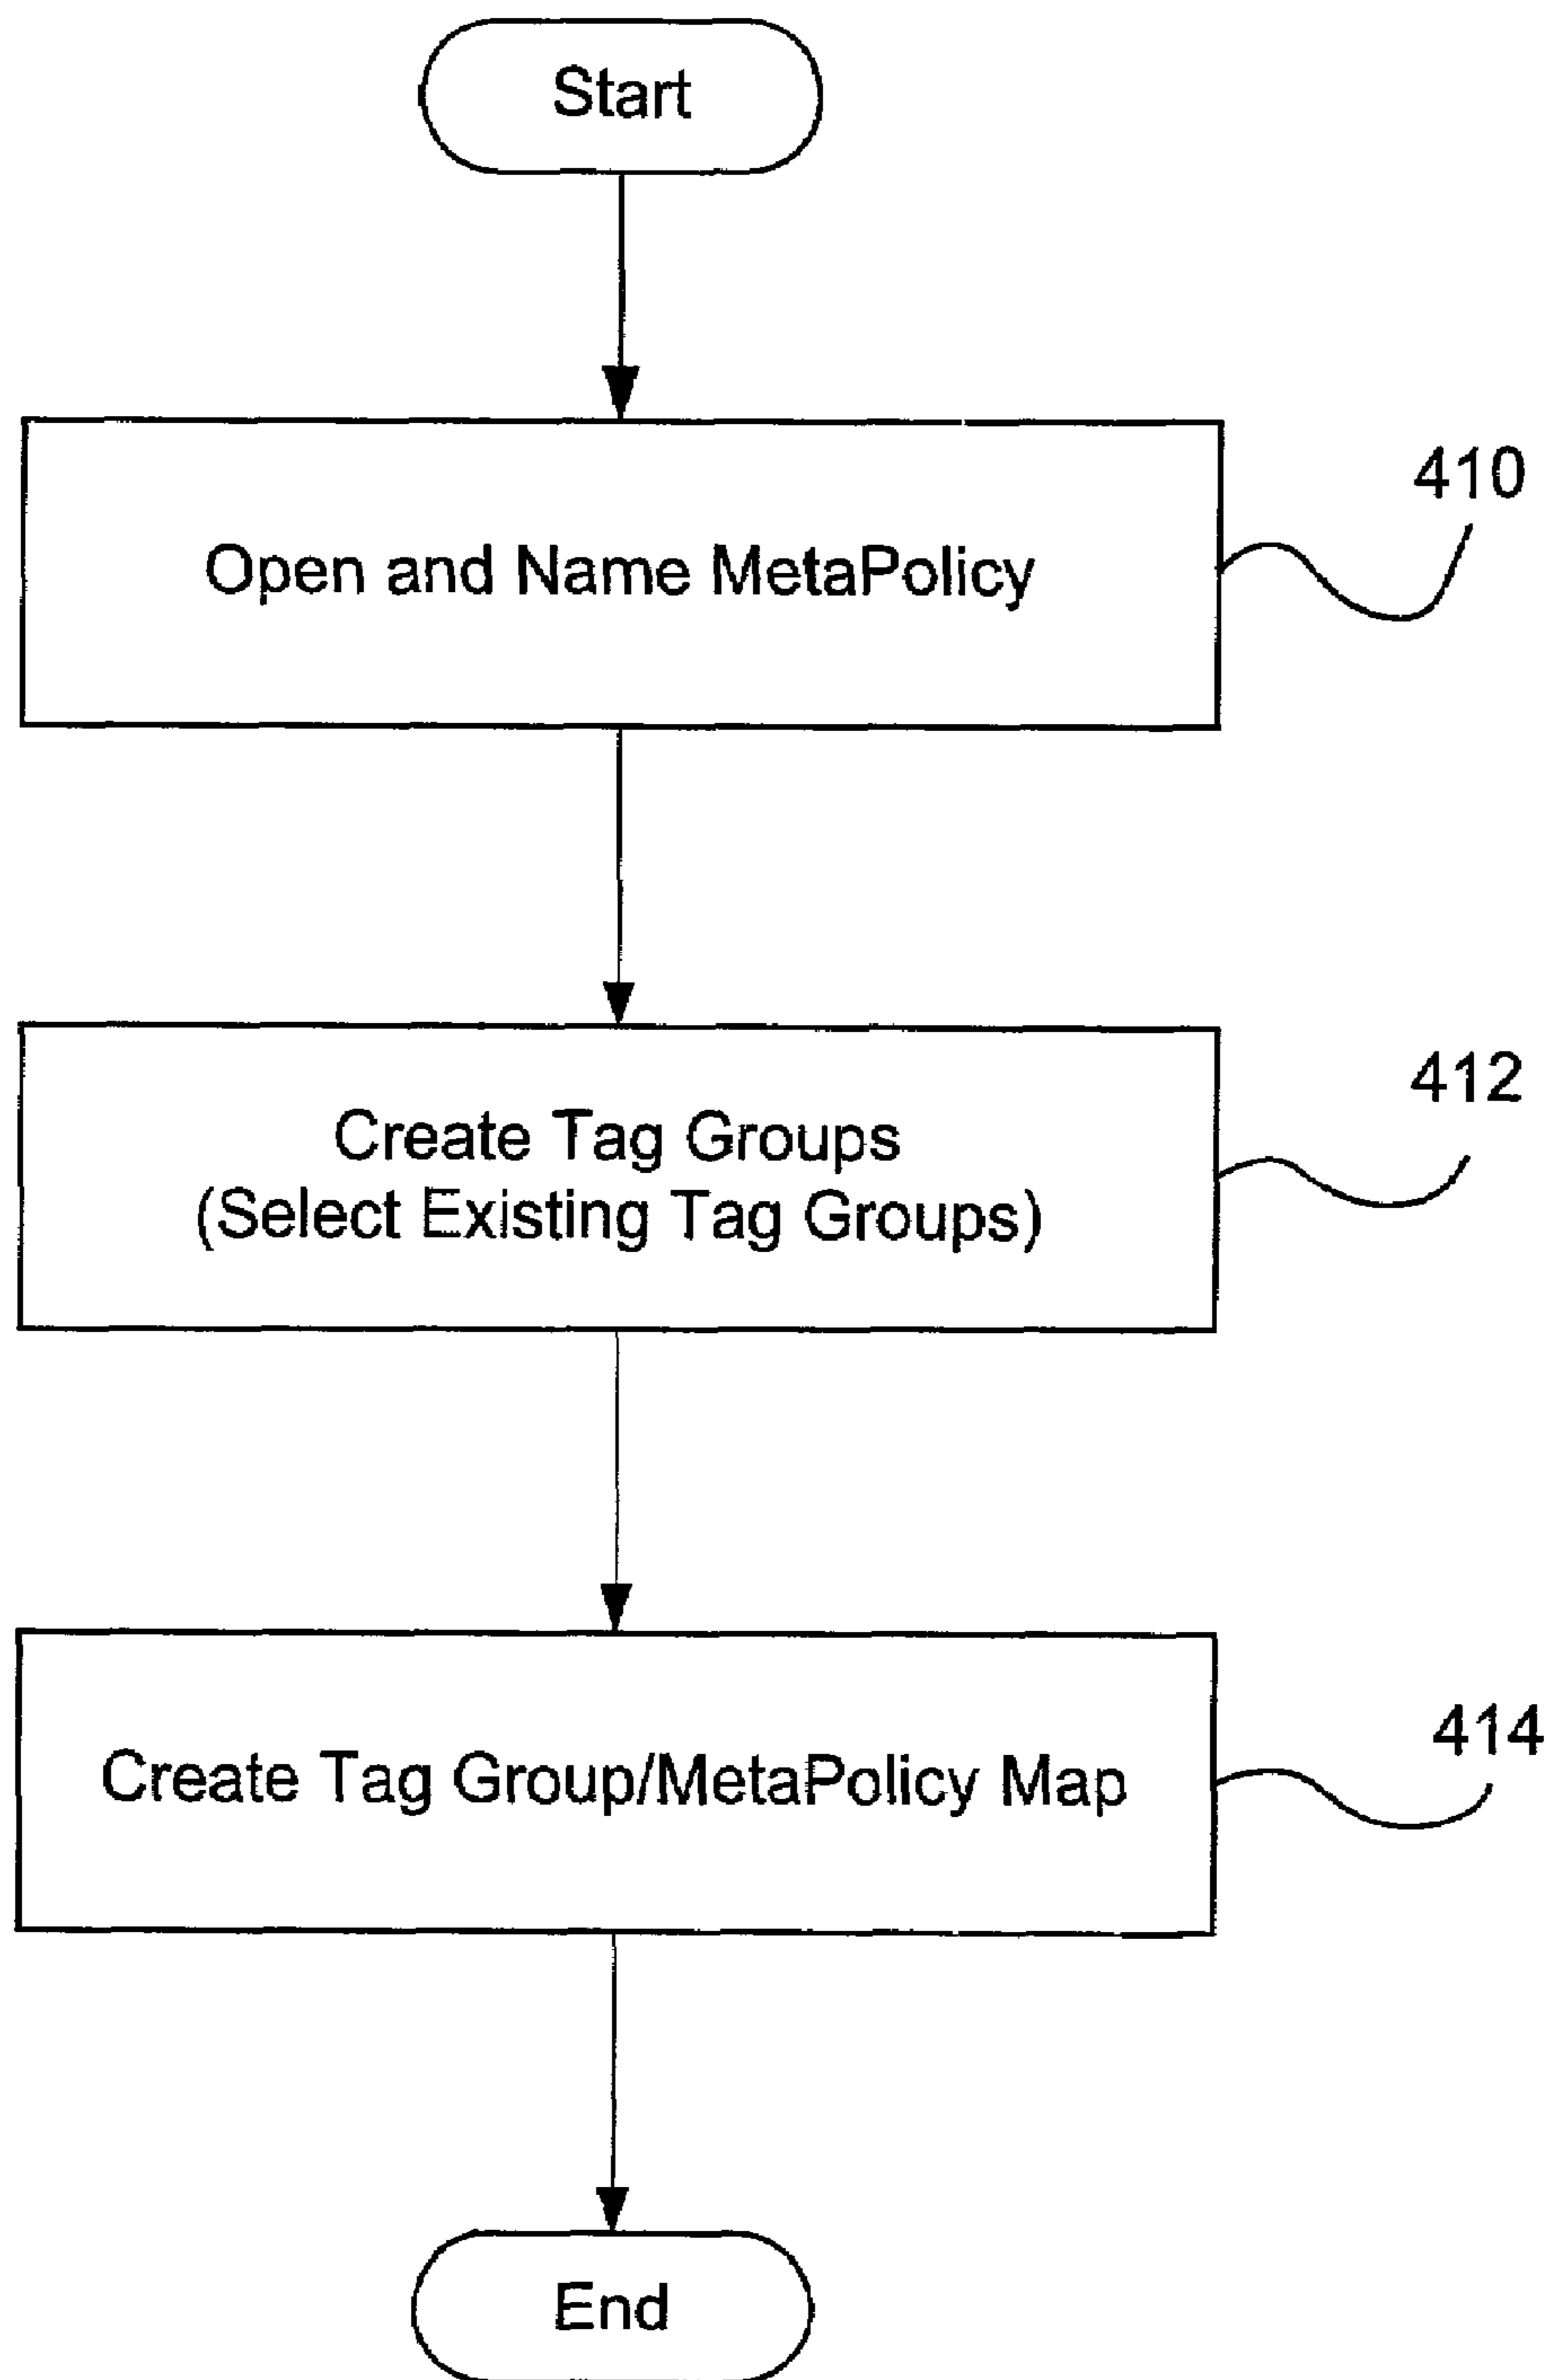 Start
Open and Name MetaPolicy
410
Create Tag Groups
(Select Existing Tag Groups)
412
Create Tag Group/MetaPolicy Map
414
End